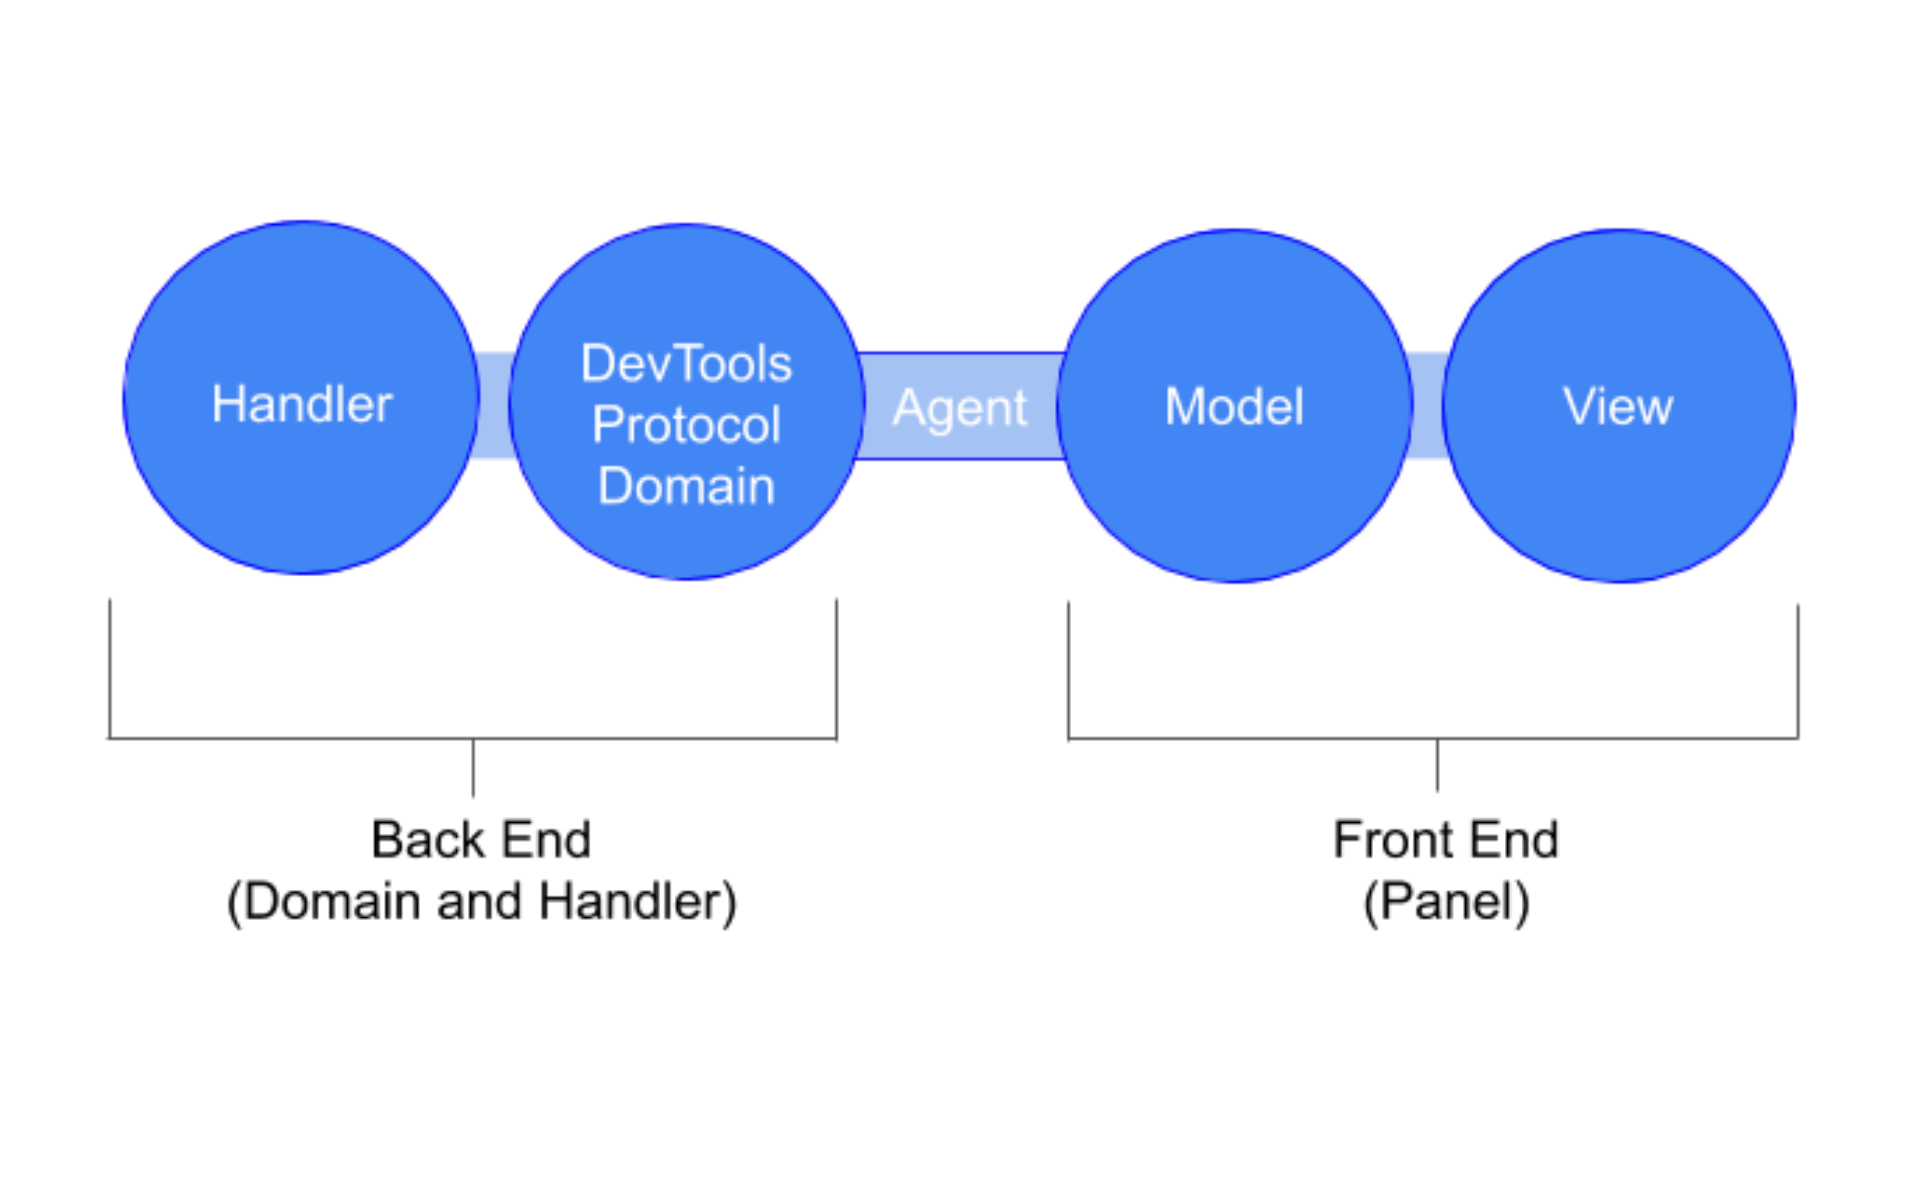 Handler
DevTools
Protocol
Domain
Agent
Model
View
Back End
(Domain and Handler)
Front End
(Panel)